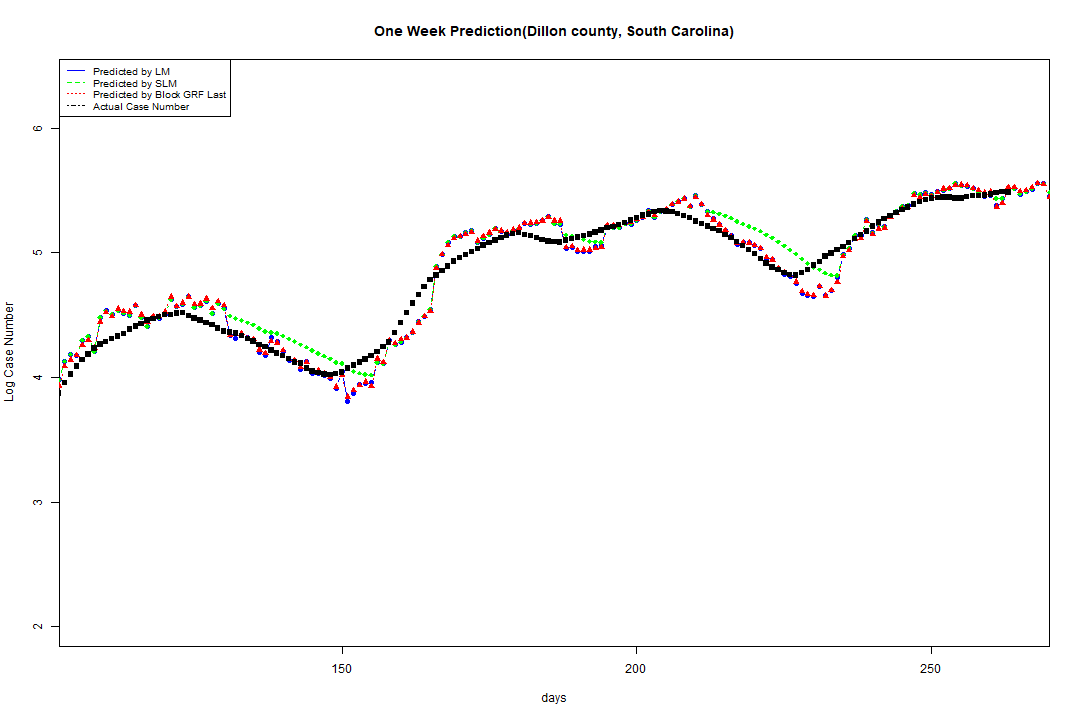 One Week Prediction(Dillon county, South Carolina)
Predicted by LM
Predicted by SLM
Predicted by Block GRF Last
Actual Case Number
Log Case Number
6
5
4
3
2
150
200
250
days